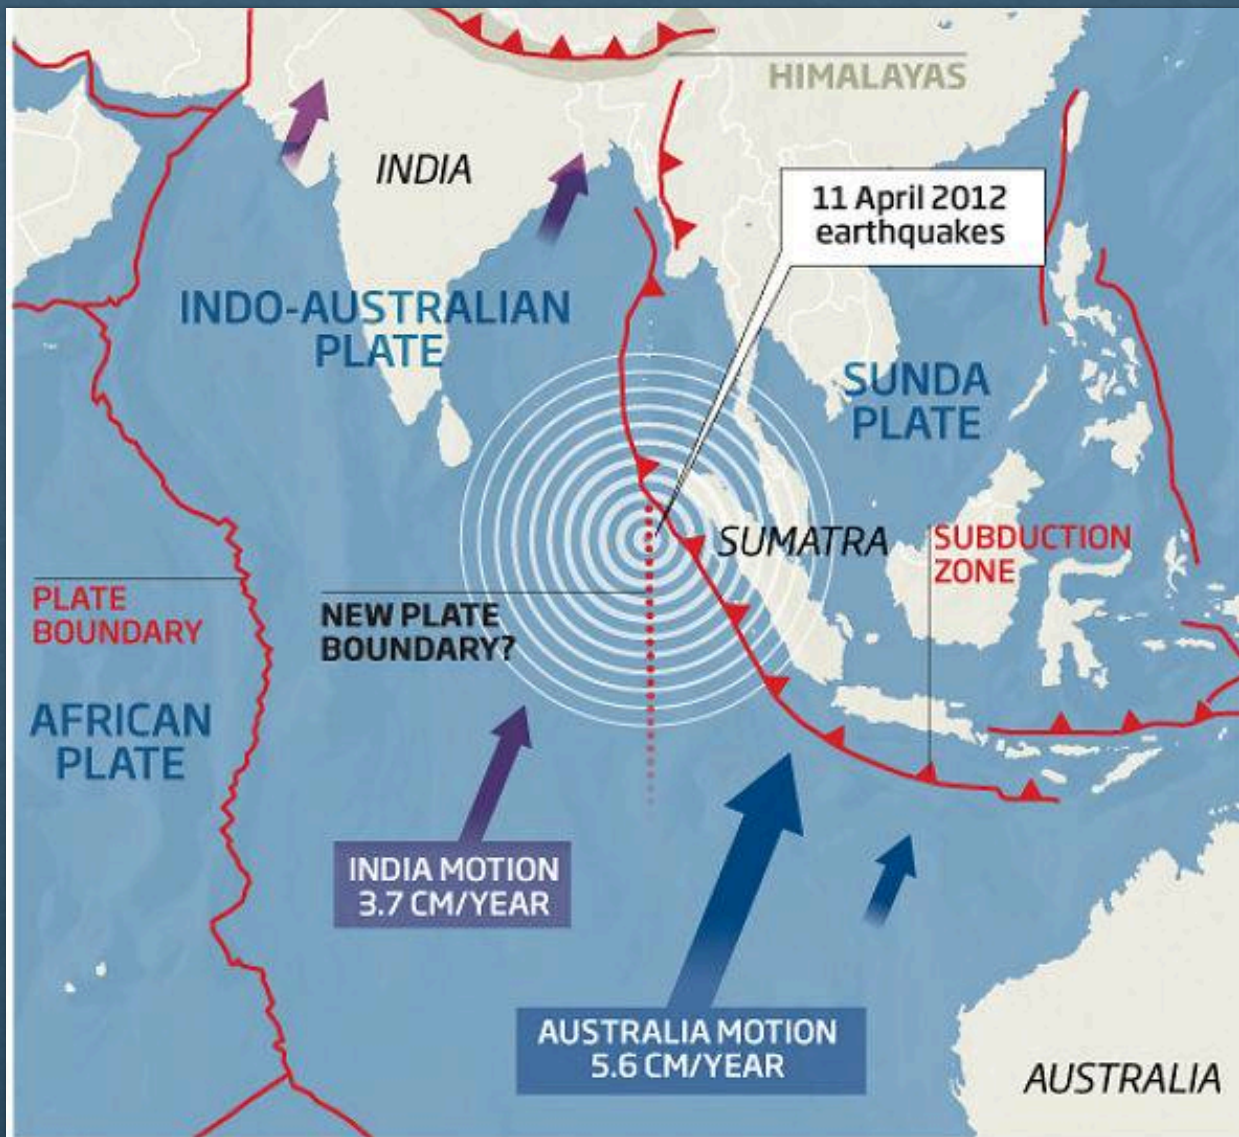 HIMALAYAS
INDIA
11 April 2012
earthquakes
INDO-AUSTRALIAN
PLATE
SUNDA
PLATE
SUMATRA
SUBDUCTION
ZONE
PLATE
BOUNDARY
NEW PLATE
BOUNDARY?
AFRICAN
PLATE
INDIA MOTION
3.7 CM/YEAR
AUSTRALIA MOTION
5.6 CM/YEAR
AUSTRALIA